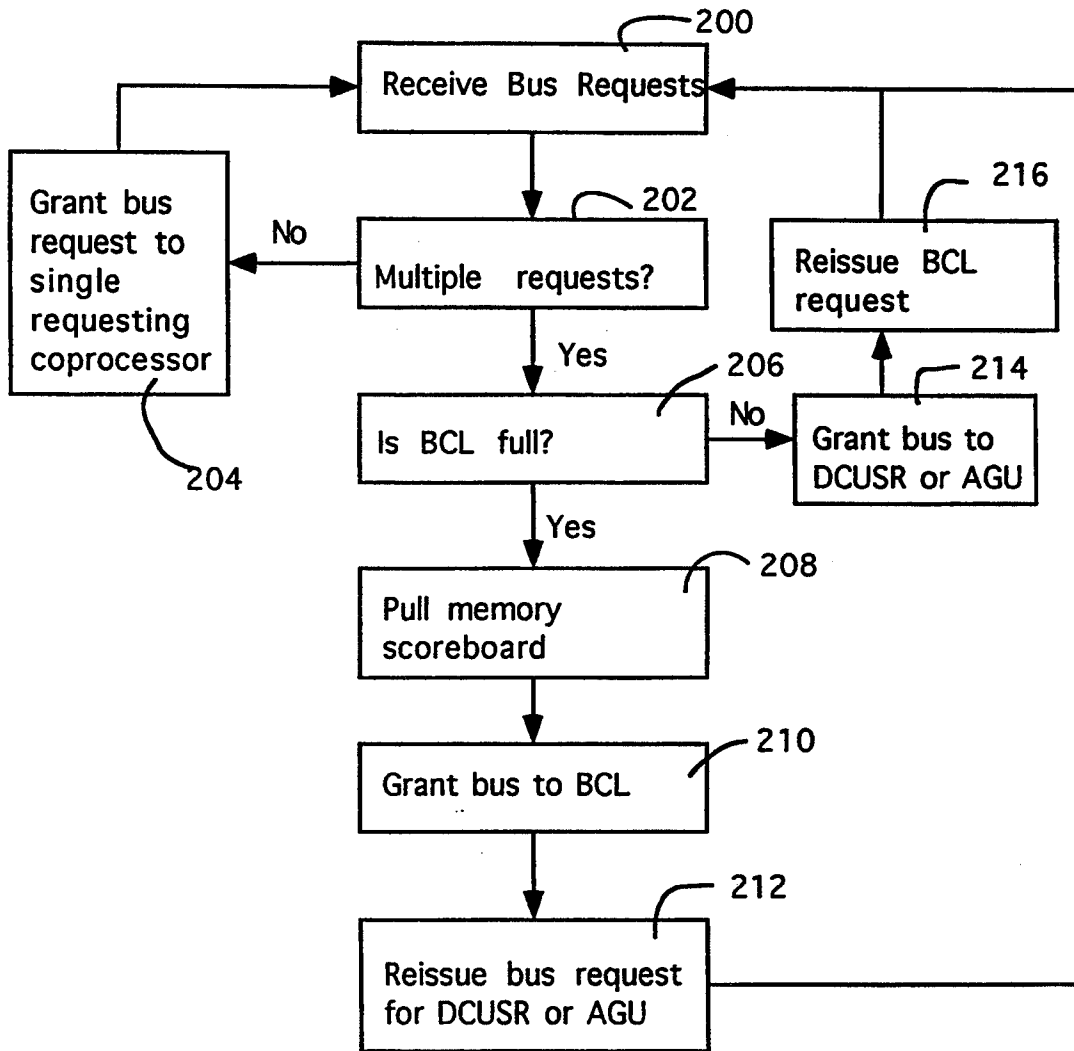 200
Receive Bus Requests
202
Multiple requests?
No
Grant bus
request to
single
requesting
coprocessor
204
Yes
206
Is BCL full?
No
214
Grant bus to
DCUSR or AGU
216
Reissue BCL
request
Yes
208
Pull memory
scoreboard
210
Grant bus to BCL
212
Reissue bus request
for DCUSR or AGU